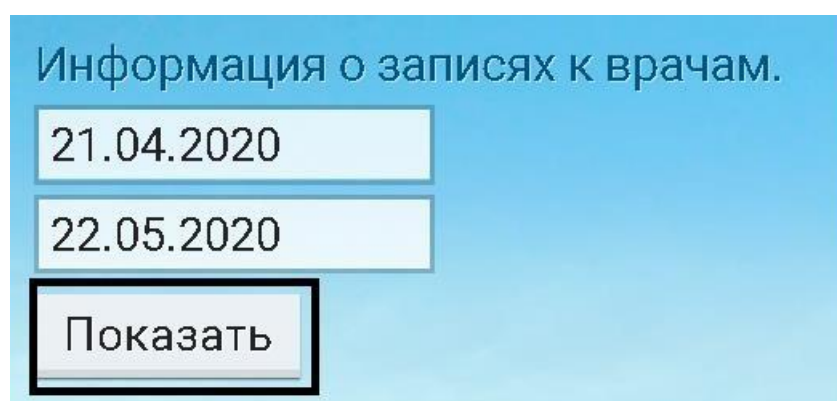 Информация о записях к врачам.
21.04.2020
22.05.2020
Показать